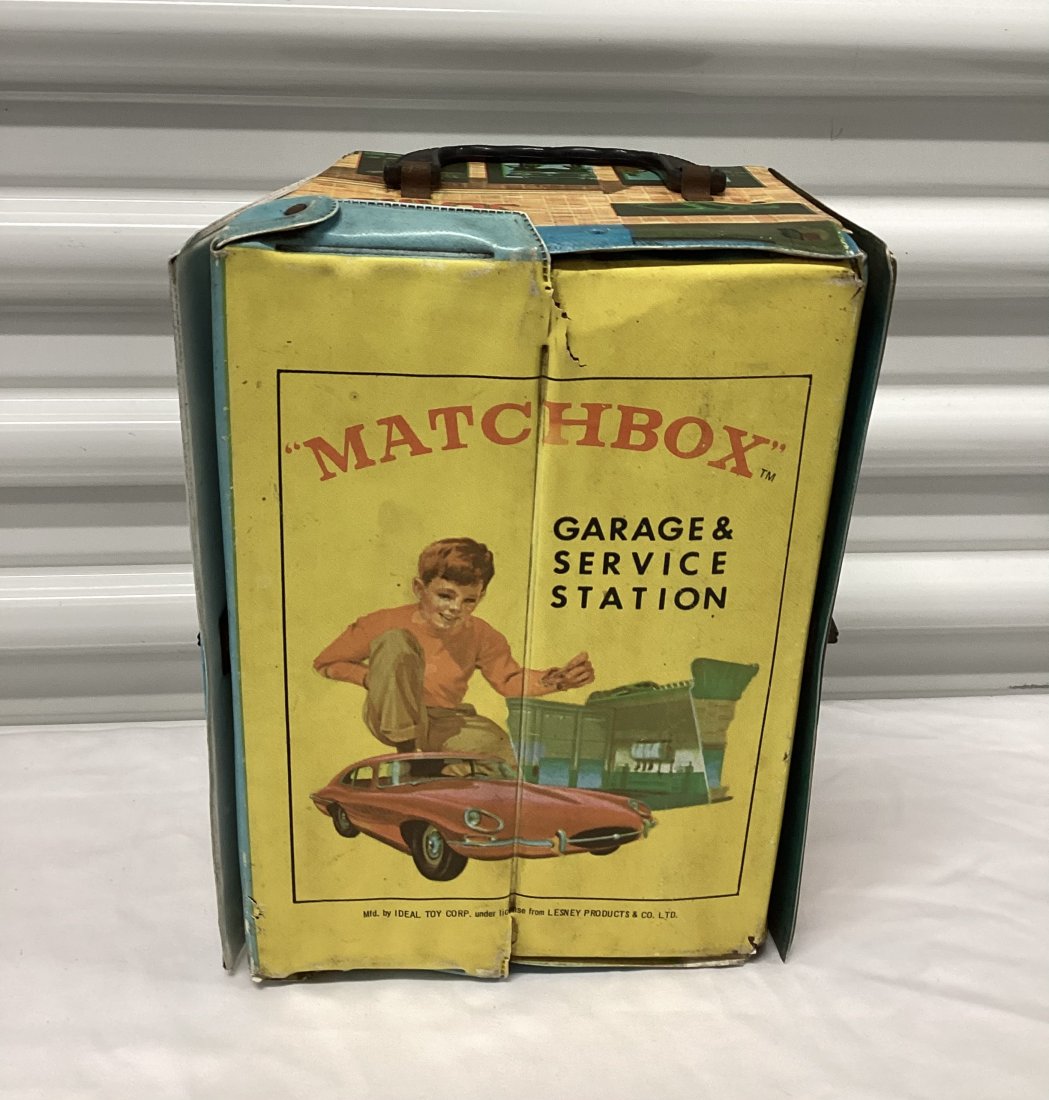 "MATCHBOX"
TM
GARAGE &
SERVICE
STATION
Mfd. by IDEAL TOY CORP. under license from LESNEY PRODUCTS & CO. LTD.